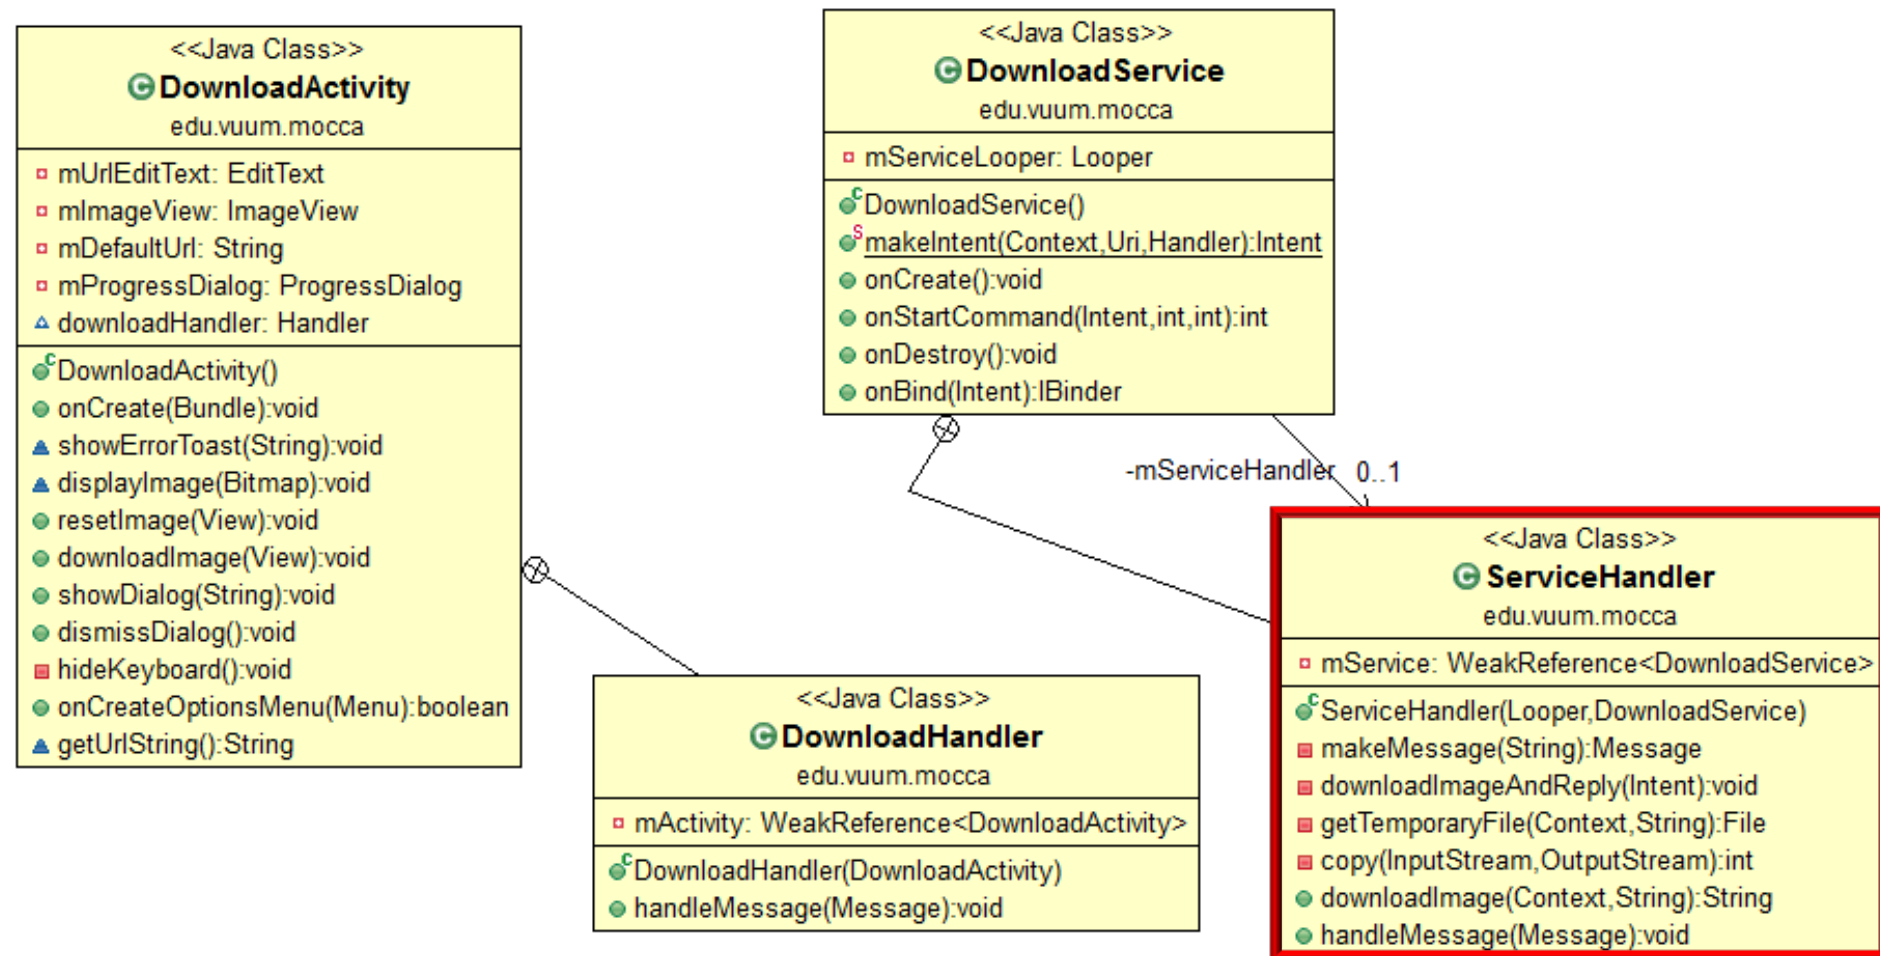 <<Java Class>>
DownloadActivity
edu.vuum.mocca
mUrlEditText: EditText
mImageView: ImageView
mDefaultUrl: String
mProgressDialog: ProgressDialog
downloadHandler: Handler
DownloadActivity()
onCreate(Bundle):void
showErrorToast(String):void
displayImage(Bitmap):void
resetImage(View):void
downloadImage(View):void
showDialog(String):void
dismissDialog():void
hideKeyboard():void
onCreateOptionsMenu(Menu):boolean
getUrlString():String
<<Java Class>>
DownloadService
edu.vuum.mocca
mServiceLooper: Looper
DownloadService()
makeIntent(Context,Uri,Handler):Intent
onCreate():void
onStartCommand(Intent,int,int):int
onDestroy():void
onBind(Intent):IBinder
-mServiceHandler 0..1
<<Java Class>>
DownloadHandler
edu.vuum.mocca
mActivity: WeakReference<DownloadActivity>
DownloadHandler(DownloadActivity)
handleMessage(Message):void
<<Java Class>>
ServiceHandler
edu.vuum.mocca
mService: WeakReference<DownloadService>
ServiceHandler(Looper,DownloadService)
makeMessage(String):Message
downloadImageAndReply(Intent):void
getTemporaryFile(Context,String):File
copy(InputStream,OutputStream):int
downloadImage(Context,String):String
handleMessage(Message):void